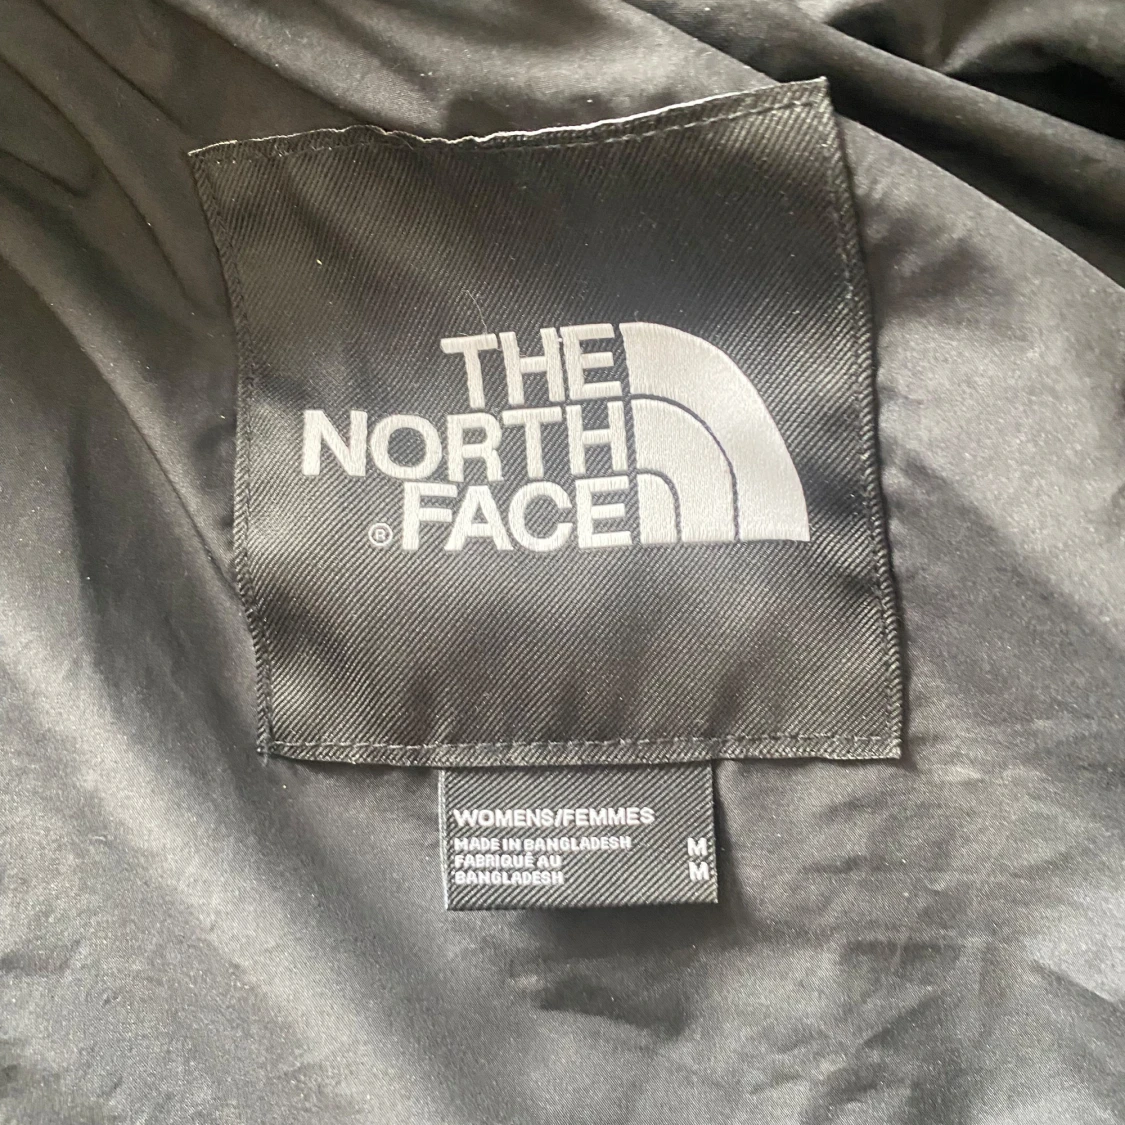 THE
NORTH
® FACE
WOMENS/FEMMES
MADE IN BANGLADESH M
FABRIQUÉ AU M
BANGLADESH